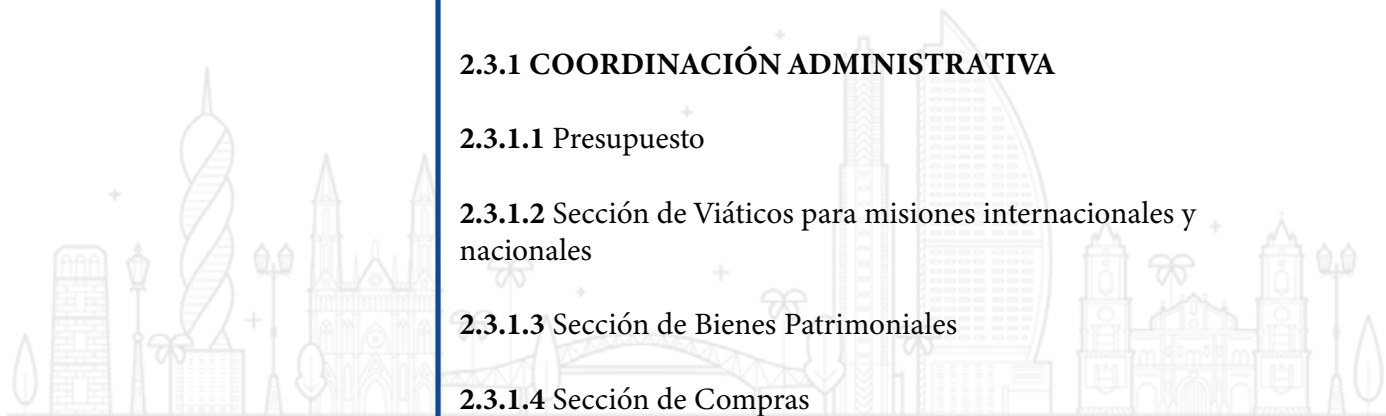 2.3.1 COORDINACIÓN ADMINISTRATIVA
2.3.1.1 Presupuesto
2.3.1.2 Sección de Viáticos para misiones internacionales y
nacionales
2.3.1.3 Sección de Bienes Patrimoniales
2.3.1.4 Sección de Compras